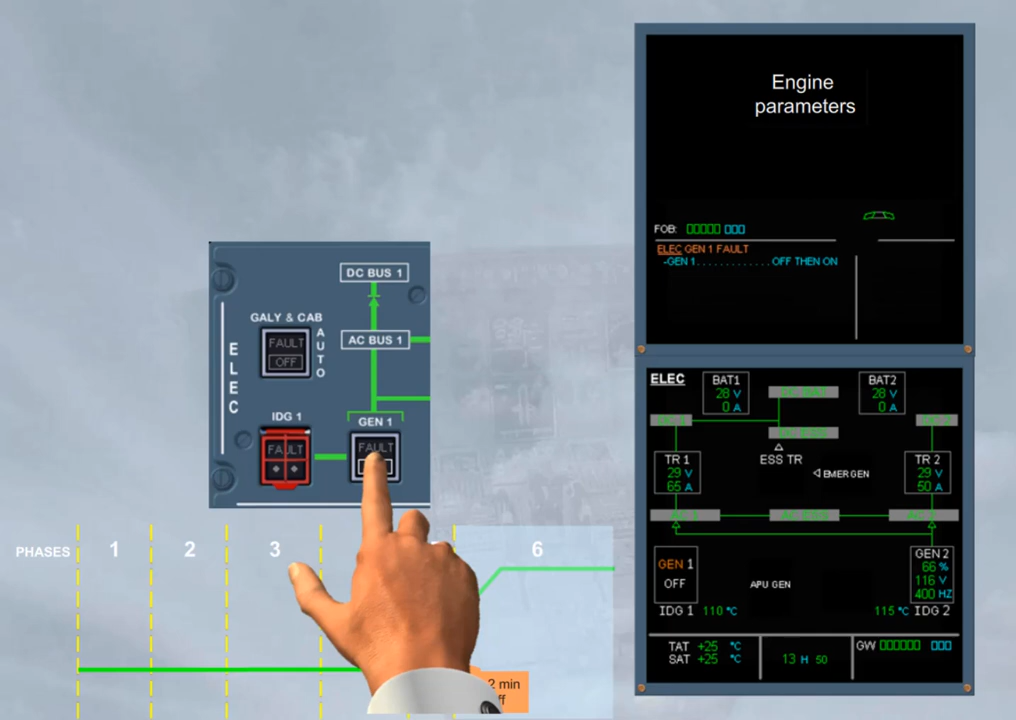 Engine
parameters
FOB:
ELEC GEN 1 FAULT
-GEN 1.............OFF THEN ON
DC BUS 1
GALY & CAB
FAULT
OFF
AUTO
AC BUS 1
ELEC
IDG 1
FAULT
GEN 1
FAULT
ELEC
BAT1
28 V
0 A
BAT2
28 V
0 A
ESS TR
TR 1
29 V
65 A
EMER GEN
TR 2
29 V
50 A
GEN 1
OFF
APU GEN
GEN 2
66 %
116 V
400 HZ
IDG 1 110 °C
115 °C IDG 2
TAT +25 °C
SAT +25 °C
13 H 50
GW
PHASES 1 2 3 6
2 min